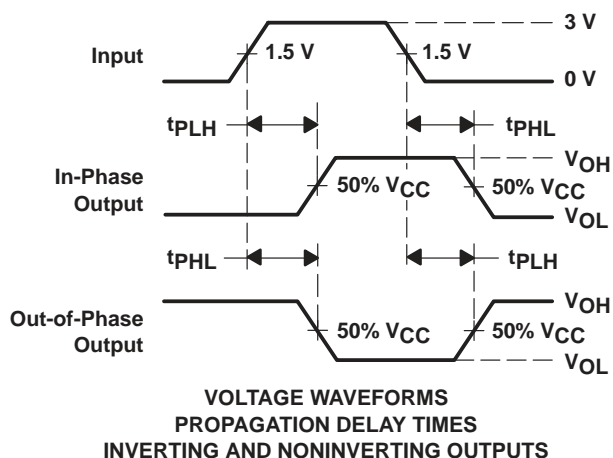 3 V
Input
1.5 V
1.5 V
0 V
tPLH
tPHL
VOH
In-Phase
Output
50% VCC
50% VCC
VOL
tPHL
tPLH
VOH
Out-of-Phase
Output
50% VCC
50% VCC
VOL
VOLTAGE WAVEFORMS
PROPAGATION DELAY TIMES
INVERTING AND NONINVERTING OUTPUTS